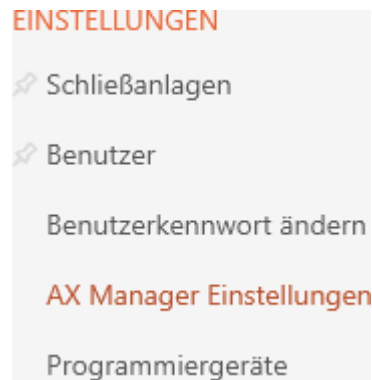 EINSTELLUNGEN
Schließanlagen
Benutzer
Benutzerkennwort ändern
AX Manager Einstellungen
Programmiergeräte